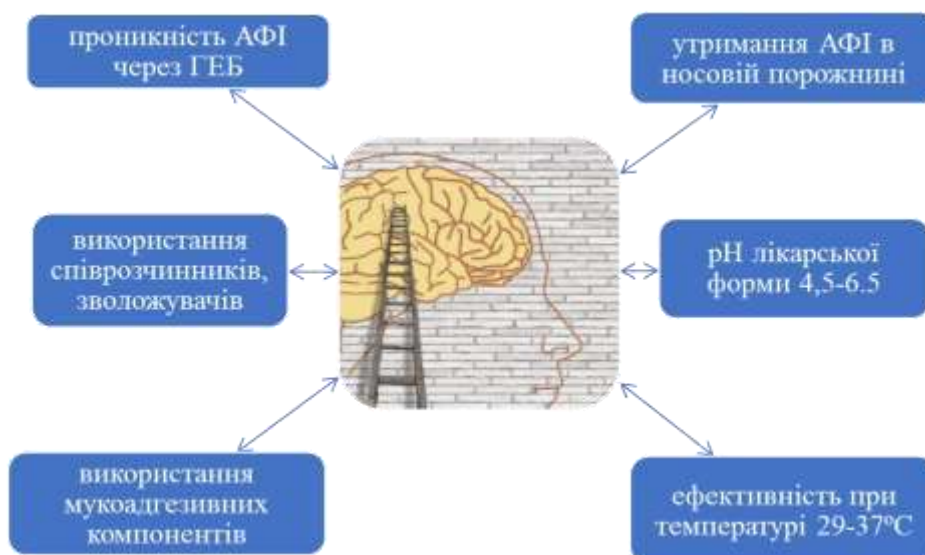 проникність АФІ
через ГЕБ
утримання АФІ в
носовій порожнині
використання
співрозчинників,
зволожувачів
рН лікарської
форми 4,5-6.5
використання
мукоадгезивних
компонентів
ефективність при
температурі 29-37ºС